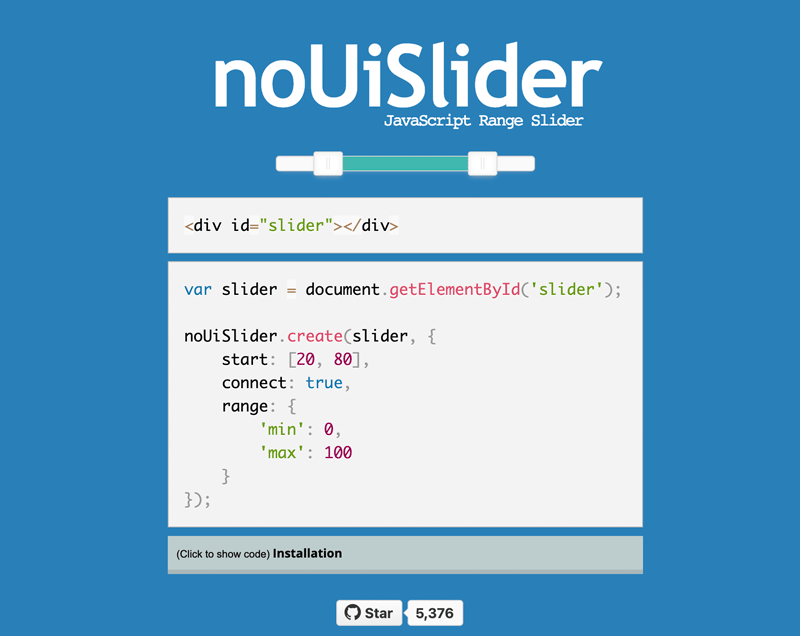 noUiSlider
JavaScript Range Slider
<div id="slider"></div>
var slider = document.getElementById('slider');
noUiSlider.create(slider, {
    start: [20, 80],
    connect: true,
    range: {
        'min': 0,
        'max': 100
    }
});
(Click to show code) Installation
Star 5,376